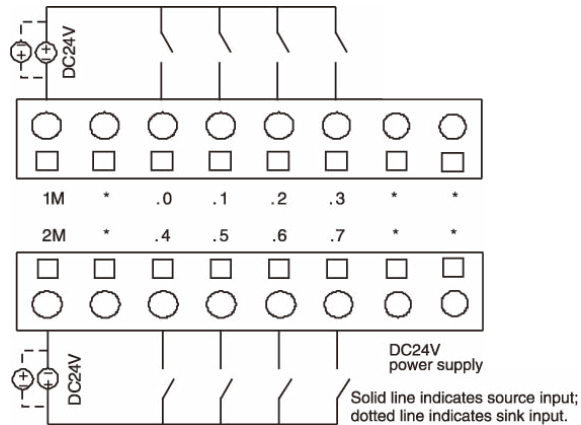 DC24V
1M * .0 .1 .2 .3 * *
2M * .4 .5 .6 .7 * *
DC24V
DC24V
power supply
Solid line indicates source input;
dotted line indicates sink input.